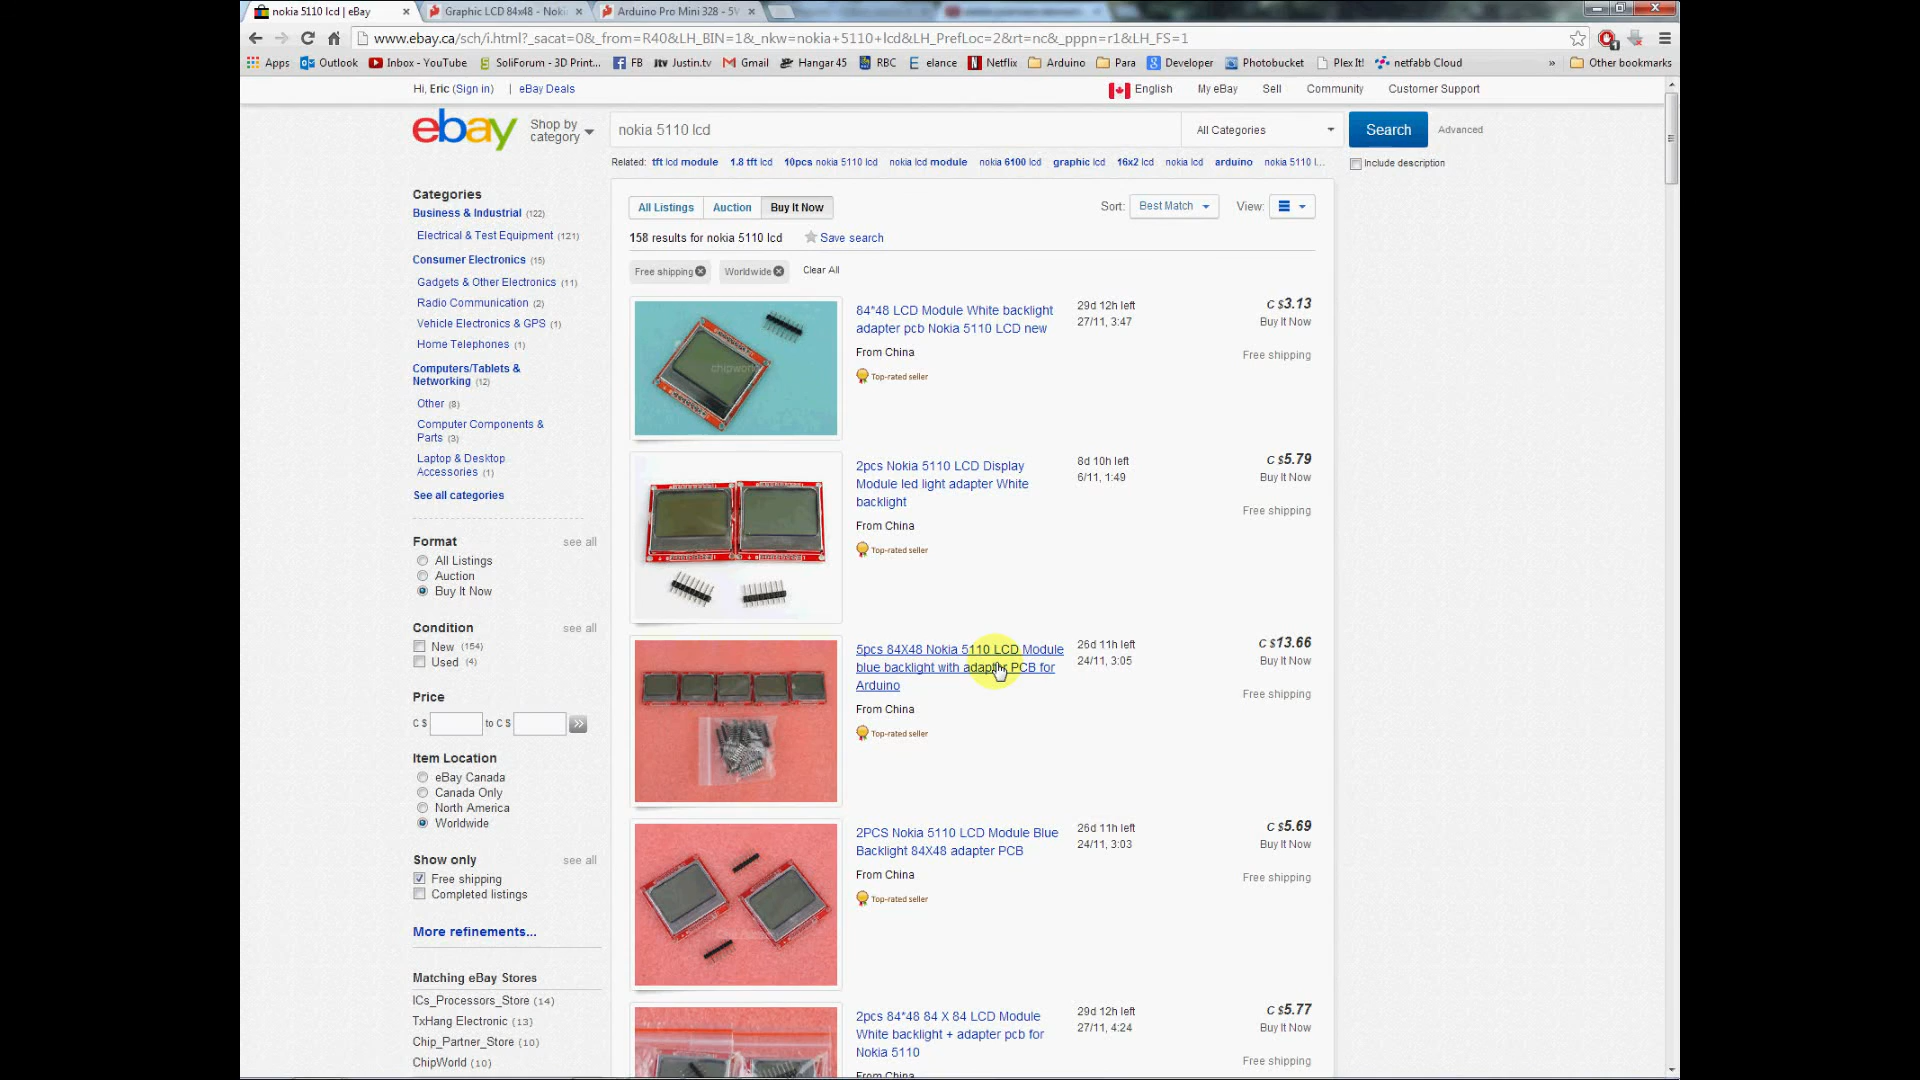 nokia 5110 lcd | eBay
Graphic LCD 84x48 - Noki
Arduino Pro Mini 328 - 5V
www.ebay.ca/sch/i.html?_sacat=0&_from=R40&LH_BIN=1&_nkw=nokia+5110+lcd&LH_PrefLoc=2&rt=nc&_pppn=r1&LH_FS=1
Apps Outlook Inbox - YouTube SoliForum - 3D Print... FB Justin.tv Gmail Hangar 45 RBC elance Netflix Arduino Para Developer Photobucket Plex It! netfabb Cloud » Other bookmarks
Hi, Eric (Sign in) | eBay Deals
English My eBay Sell Community Customer Support
ebay
Shop by category
nokia 5110 lcd
All Categories
Search
Advanced
Related: tft lcd module 1.8 tft lcd 10pcs nokia 5110 lcd nokia lcd module nokia 6100 lcd graphic lcd 16x2 lcd nokia lcd arduino nokia 5110 l...
Include description
Categories
Business & Industrial (122)
Electrical & Test Equipment (121)
Consumer Electronics (15)
Gadgets & Other Electronics (11)
Radio Communication (2)
Vehicle Electronics & GPS (1)
Home Telephones (1)
Computers/Tablets &
Networking (12)
Other (8)
Computer Components &
Parts (3)
Laptop & Desktop
Accessories (1)
See all categories
Format see all
All Listings
Auction
Buy It Now
Condition see all
New (154)
Used (4)
Price
C $ to C $ >>
Item Location
eBay Canada
Canada Only
North America
Worldwide
Show only see all
Free shipping
Completed listings
More refinements...
Matching eBay Stores
ICs_Processors_Store (14)
TxHang Electronic (13)
Chip_Partner_Store (10)
ChipWorld (10)
All Listings Auction Buy It Now
Sort: Best Match View:
158 results for nokia 5110 lcd Save search
Free shipping Worldwide Clear All
chipworld
84*48 LCD Module White backlight
adapter pcb Nokia 5110 LCD new
From China
Top-rated seller
29d 12h left
27/11, 3:47
C $3.13
Buy It Now
Free shipping
2pcs Nokia 5110 LCD Display
Module led light adapter White
backlight
From China
Top-rated seller
8d 10h left
6/11, 1:49
C $5.79
Buy It Now
Free shipping
5pcs 84X48 Nokia 5110 LCD Module
blue backlight with adapter PCB for
Arduino
From China
Top-rated seller
26d 11h left
24/11, 3:05
C $13.66
Buy It Now
Free shipping
2PCS Nokia 5110 LCD Module Blue
Backlight 84X48 adapter PCB
From China
Top-rated seller
26d 11h left
24/11, 3:03
C $5.69
Buy It Now
Free shipping
2pcs 84*48 84 X 84 LCD Module
White backlight + adapter pcb for
Nokia 5110
From China
29d 12h left
27/11, 4:24
C $5.77
Buy It Now
Free shipping